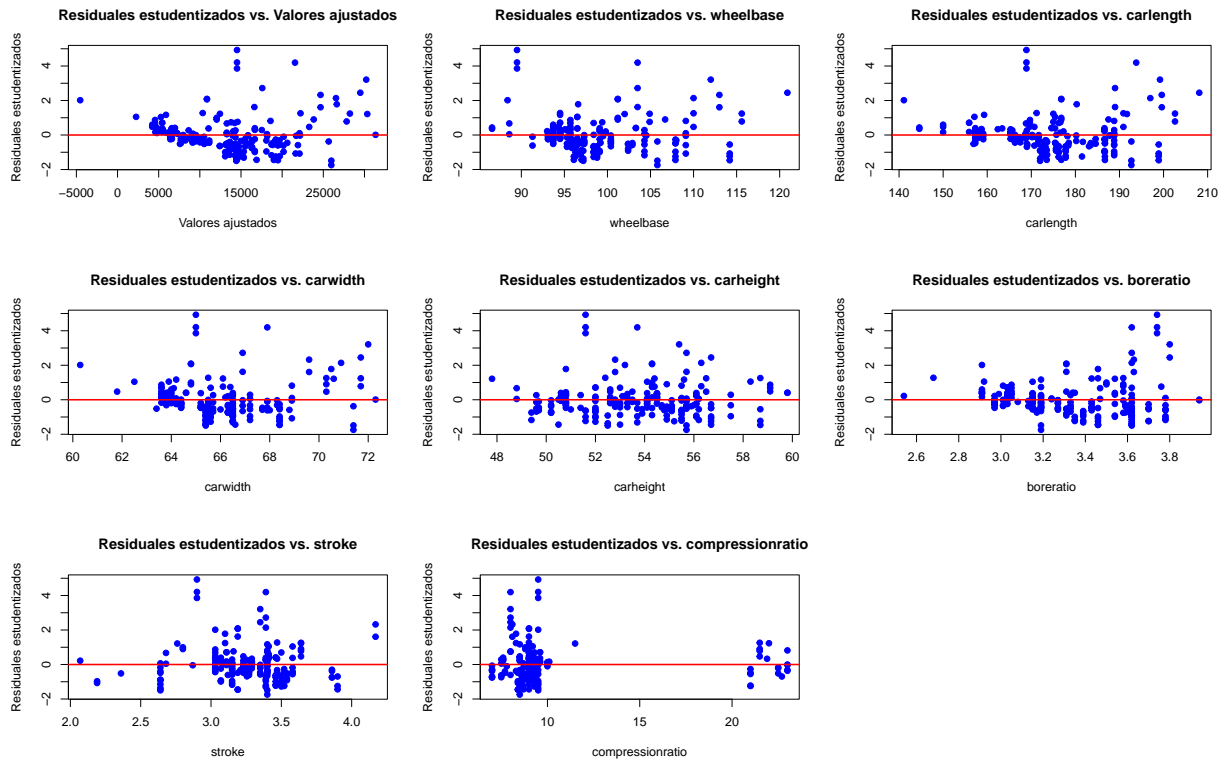 Residuales estudentizados vs. Valores ajustados
Residuales estudentizados
4
2
0
−2
−5000 0 5000 15000 25000
Valores ajustados
Residuales estudentizados vs. wheelbase
Residuales estudentizados
4
2
0
−2
90 95 100 105 110 115 120
wheelbase
Residuales estudentizados vs. carlength
Residuales estudentizados
4
2
0
−2
140 150 160 170 180 190 200 210
carlength
Residuales estudentizados vs. carwidth
Residuales estudentizados
4
2
0
−2
60 62 64 66 68 70 72
carwidth
Residuales estudentizados vs. carheight
Residuales estudentizados
4
2
0
−2
48 50 52 54 56 58 60
carheight
Residuales estudentizados vs. boreratio
Residuales estudentizados
4
2
0
−2
2.6 2.8 3.0 3.2 3.4 3.6 3.8
boreratio
Residuales estudentizados vs. stroke
Residuales estudentizados
4
2
0
−2
2.0 2.5 3.0 3.5 4.0
stroke
Residuales estudentizados vs. compressionratio
Residuales estudentizados
4
2
0
−2
10 15 20
compressionratio